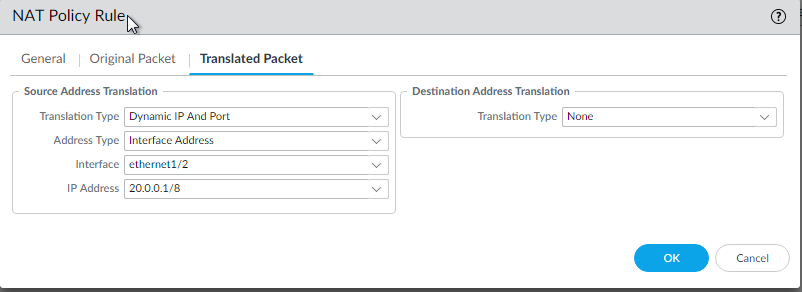 NAT Policy Rule
General Original Packet Translated Packet
Source Address Translation
Translation Type Dynamic IP And Port
Address Type Interface Address
Interface ethernet1/2
IP Address 20.0.0.1/8
Destination Address Translation
Translation Type None
OK Cancel